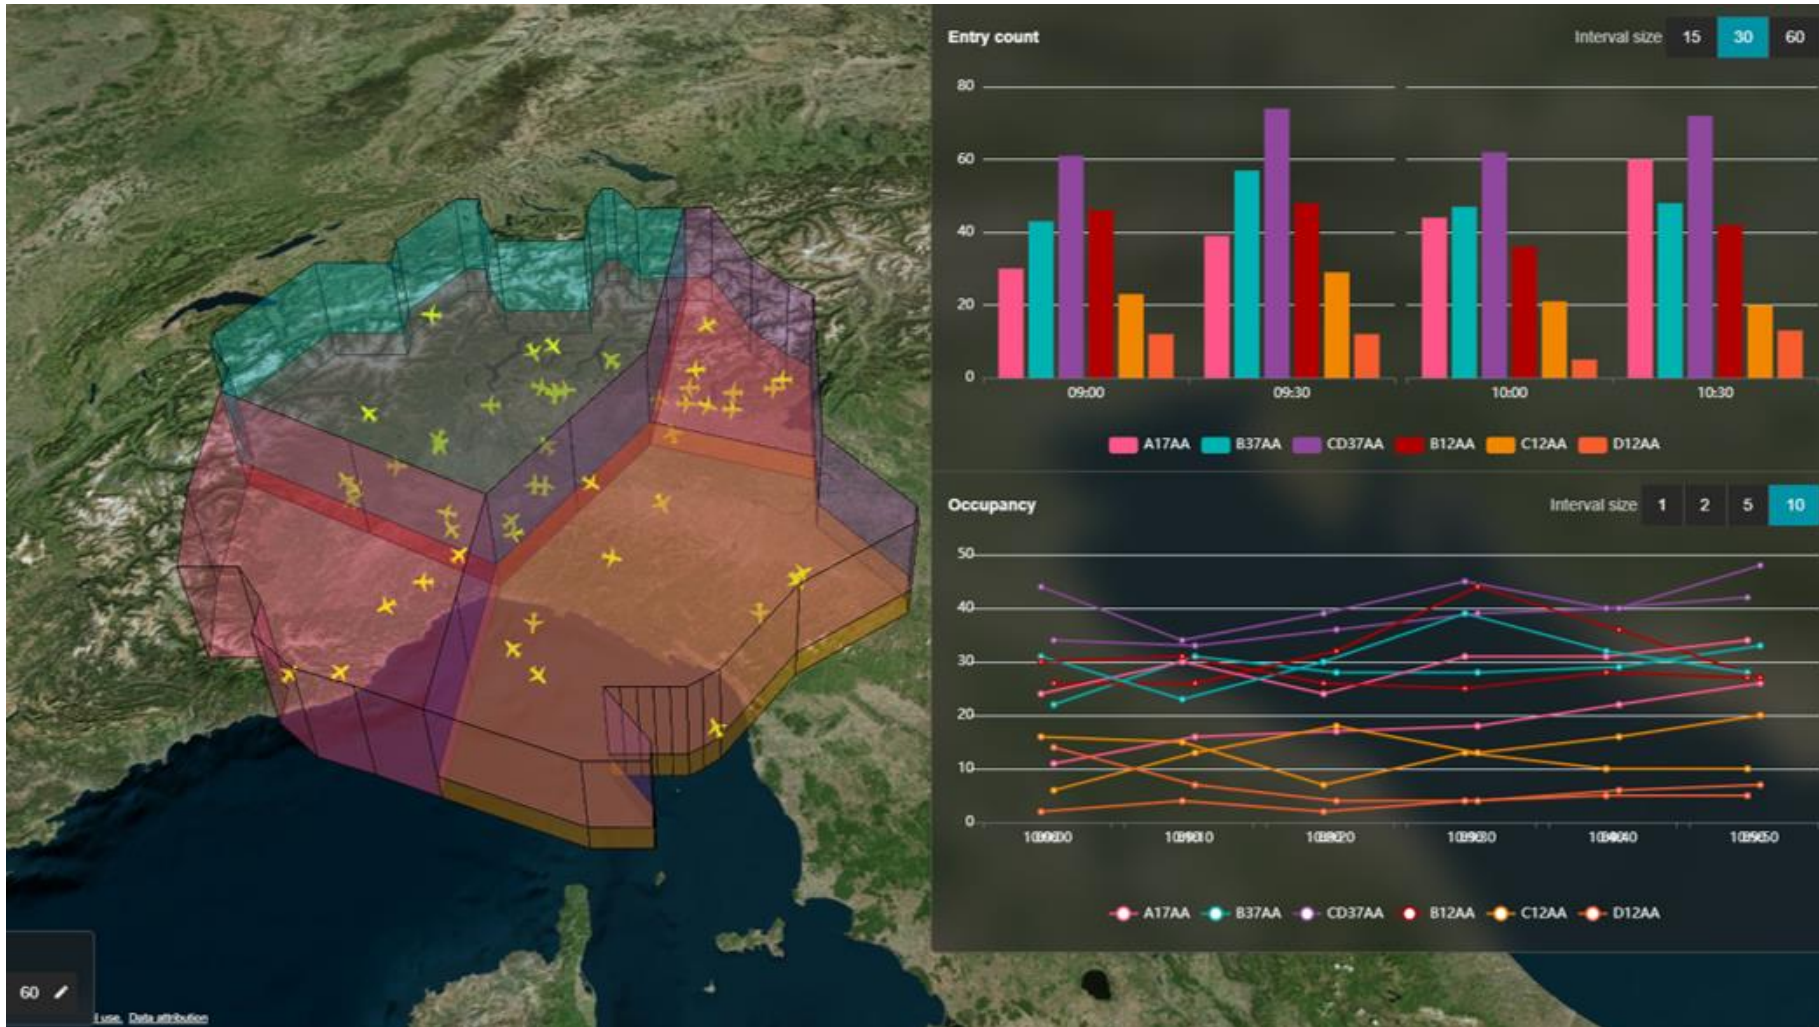 Entry count
Interval size 15 30 60
80
60
40
20
0
09:00 09:30 10:00 10:30
A17AA B37AA CD37AA B12AA C12AA D12AA
Occupancy
Interval size 1 2 5 10
50
40
30
20
10
0
A17AA B37AA CD37AA B12AA C12AA D12AA
60
use. Data attribution